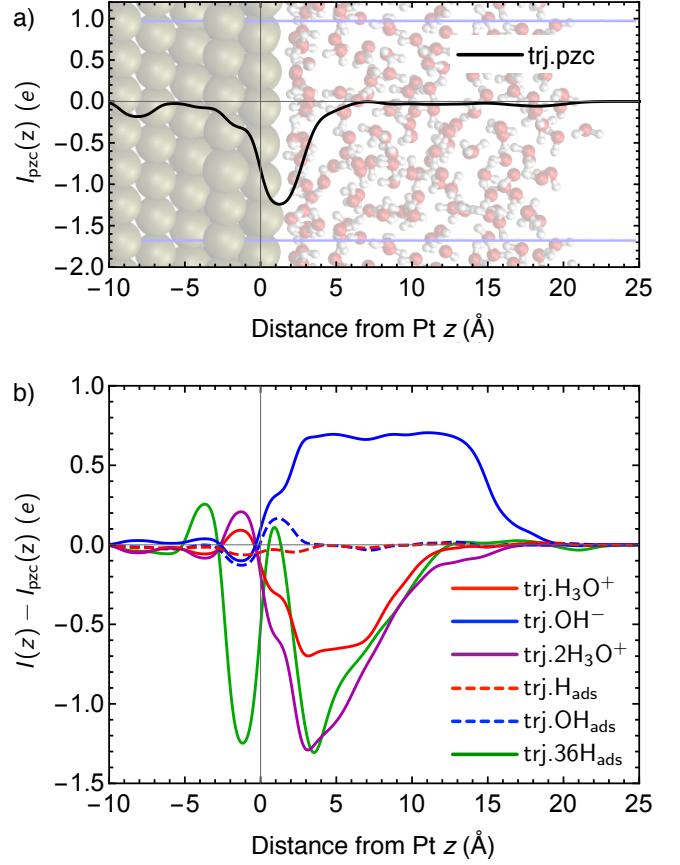 a)
1.0
0.5
0.0
−0.5
−1.0
−1.5
−2.0
I_pzc(z) (e)
trj.pzc
−10 −5 0 5 10 15 20 25
Distance from Pt z (Å)
b)
1.0
0.5
0.0
−0.5
−1.0
−1.5
I(z) − I_pzc(z) (e)
trj.H₃O⁺
trj.OH⁻
trj.2H₃O⁺
trj.H_ads
trj.OH_ads
trj.36H_ads
−10 −5 0 5 10 15 20 25
Distance from Pt z (Å)